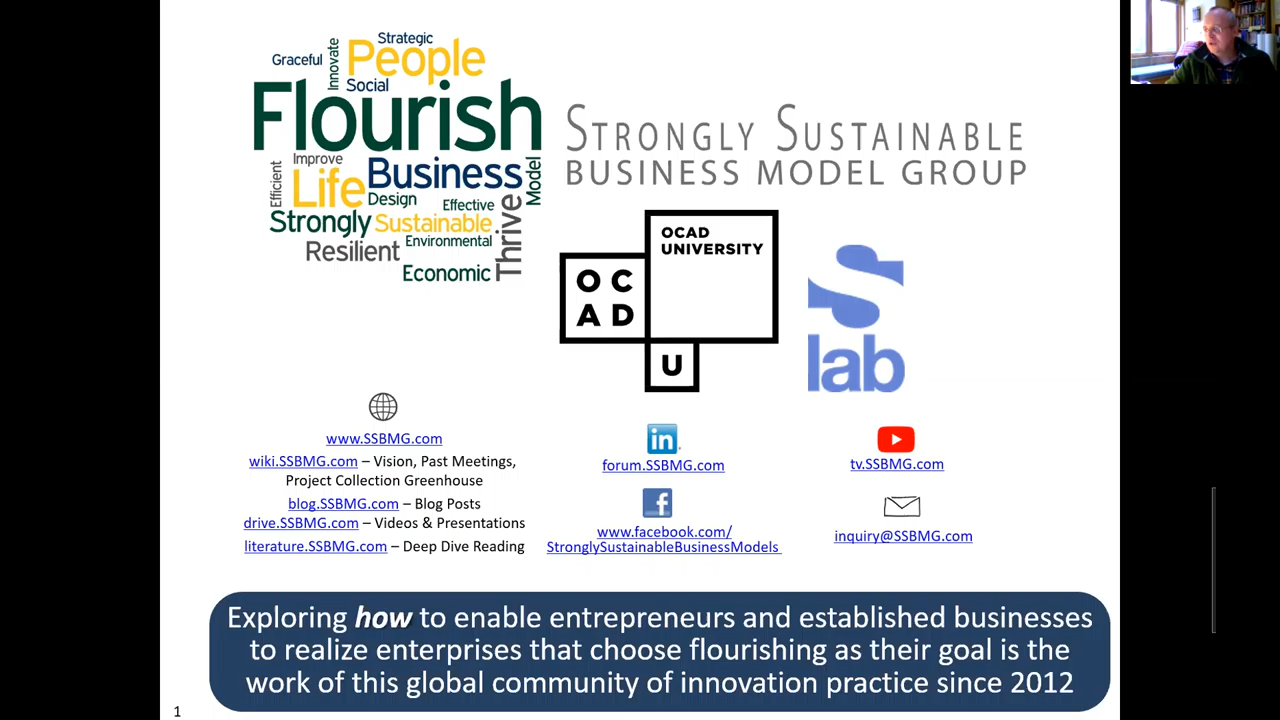 Strategic
People
Graceful
Innovate
Social
Flourish
Improve
Efficient
Business
Model
Life
Design
Effective
Strongly Sustainable
Thrive
Resilient
Environmental
Economic
STRONGLY SUSTAINABLE
BUSINESS MODEL GROUP
OCAD
UNIVERSITY
O C
A D
U
S
lab
www.SSBMG.com
wiki.SSBMG.com – Vision, Past Meetings,
Project Collection Greenhouse
blog.SSBMG.com – Blog Posts
drive.SSBMG.com – Videos & Presentations
literature.SSBMG.com – Deep Dive Reading
in
forum.SSBMG.com
f
www.facebook.com/
StronglySustainableBusinessModels
tv.SSBMG.com
inquiry@SSBMG.com
Exploring how to enable entrepreneurs and established businesses
to realize enterprises that choose flourishing as their goal is the
work of this global community of innovation practice since 2012
1